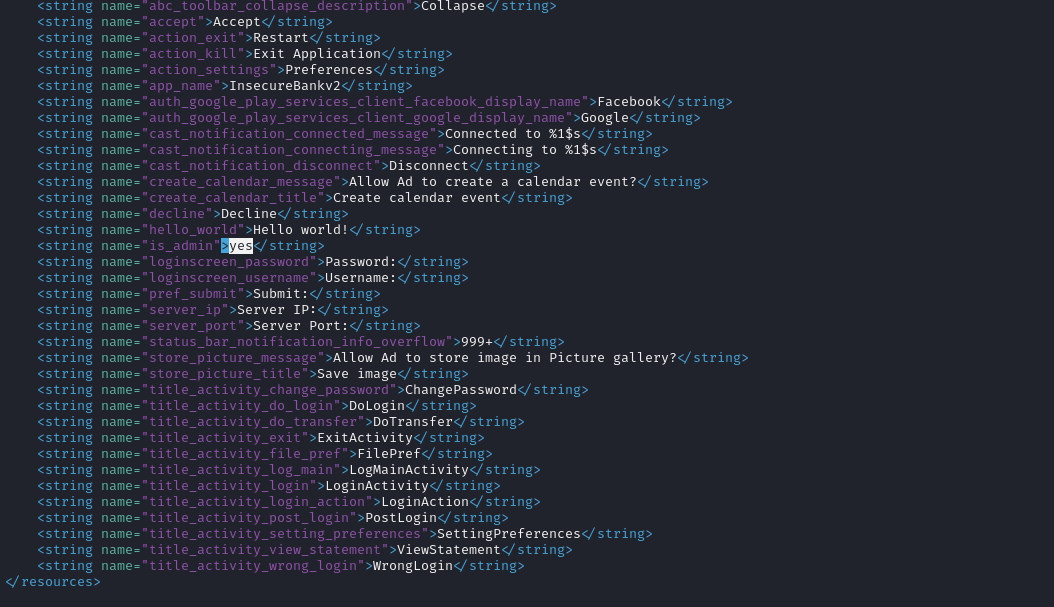 <string name="abc_toolbar_collapse_description">Collapse</string>
<string name="accept">Accept</string>
<string name="action_exit">Restart</string>
<string name="action_kill">Exit Application</string>
<string name="action_settings">Preferences</string>
<string name="app_name">InsecureBankv2</string>
<string name="auth_google_play_services_client_facebook_display_name">Facebook</string>
<string name="auth_google_play_services_client_google_display_name">Google</string>
<string name="cast_notification_connected_message">Connected to %1$s</string>
<string name="cast_notification_connecting_message">Connecting to %1$s</string>
<string name="cast_notification_disconnect">Disconnect</string>
<string name="create_calendar_message">Allow Ad to create a calendar event?</string>
<string name="create_calendar_title">Create calendar event</string>
<string name="decline">Decline</string>
<string name="hello_world">Hello world!</string>
<string name="is_admin">yes</string>
<string name="loginscreen_password">Password:</string>
<string name="loginscreen_username">Username:</string>
<string name="pref_submit">Submit:</string>
<string name="server_ip">Server IP:</string>
<string name="server_port">Server Port:</string>
<string name="status_bar_notification_info_overflow">999+</string>
<string name="store_picture_message">Allow Ad to store image in Picture gallery?</string>
<string name="store_picture_title">Save image</string>
<string name="title_activity_change_password">ChangePassword</string>
<string name="title_activity_do_login">DoLogin</string>
<string name="title_activity_do_transfer">DoTransfer</string>
<string name="title_activity_exit">ExitActivity</string>
<string name="title_activity_file_pref">FilePref</string>
<string name="title_activity_log_main">LogMainActivity</string>
<string name="title_activity_login">LoginActivity</string>
<string name="title_activity_login_action">LoginAction</string>
<string name="title_activity_post_login">PostLogin</string>
<string name="title_activity_setting_preferences">SettingPreferences</string>
<string name="title_activity_view_statement">ViewStatement</string>
<string name="title_activity_wrong_login">WrongLogin</string>
</resources>